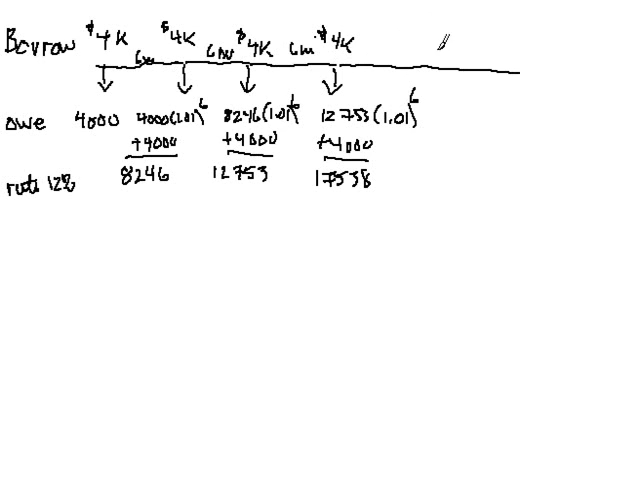 Borrow $4K $4K $4K $4K
6m 6m 6m
owe 4000 4000(1.01)^6 8246(1.01)^6 12753(1.01)^6
+4000 +4000 +4000
8246 12753 17538
rate 12%